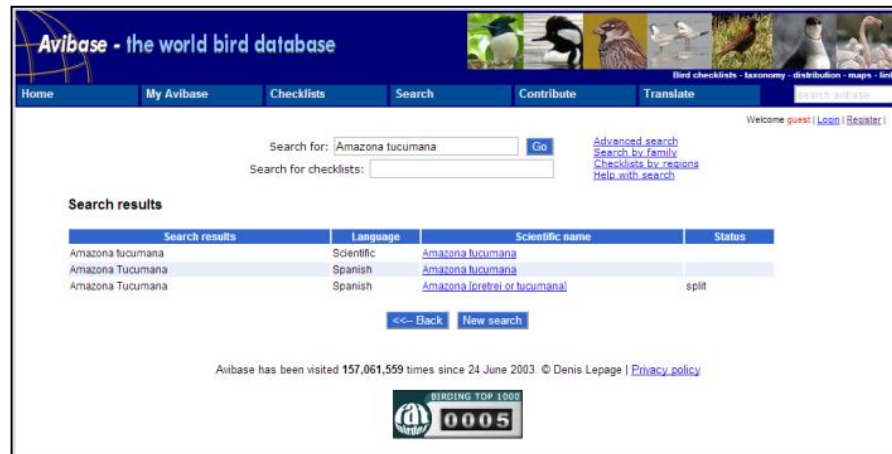 Avibase - the world bird database
Bird checklists - taxonomy - distribution - maps - lin
Home My Avibase Checklists Search Contribute Translate search avibase
Welcome guest | Login | Register |
Search for: Amazona tucumana Go
Search for checklists:
Advanced search
Search by family
Checklists by regions
Help with search
Search results
Search results Language Scientific name Status
Amazona tucumana Scientific Amazona tucumana
Amazona Tucumana Spanish Amazona tucumana
Amazona Tucumana Spanish Amazona [pretrei or tucumana] split
<<-- Back New search
Avibase has been visited 157,061,559 times since 24 June 2003. © Denis Lepage | Privacy policy
BIRDING TOP 1000
0005